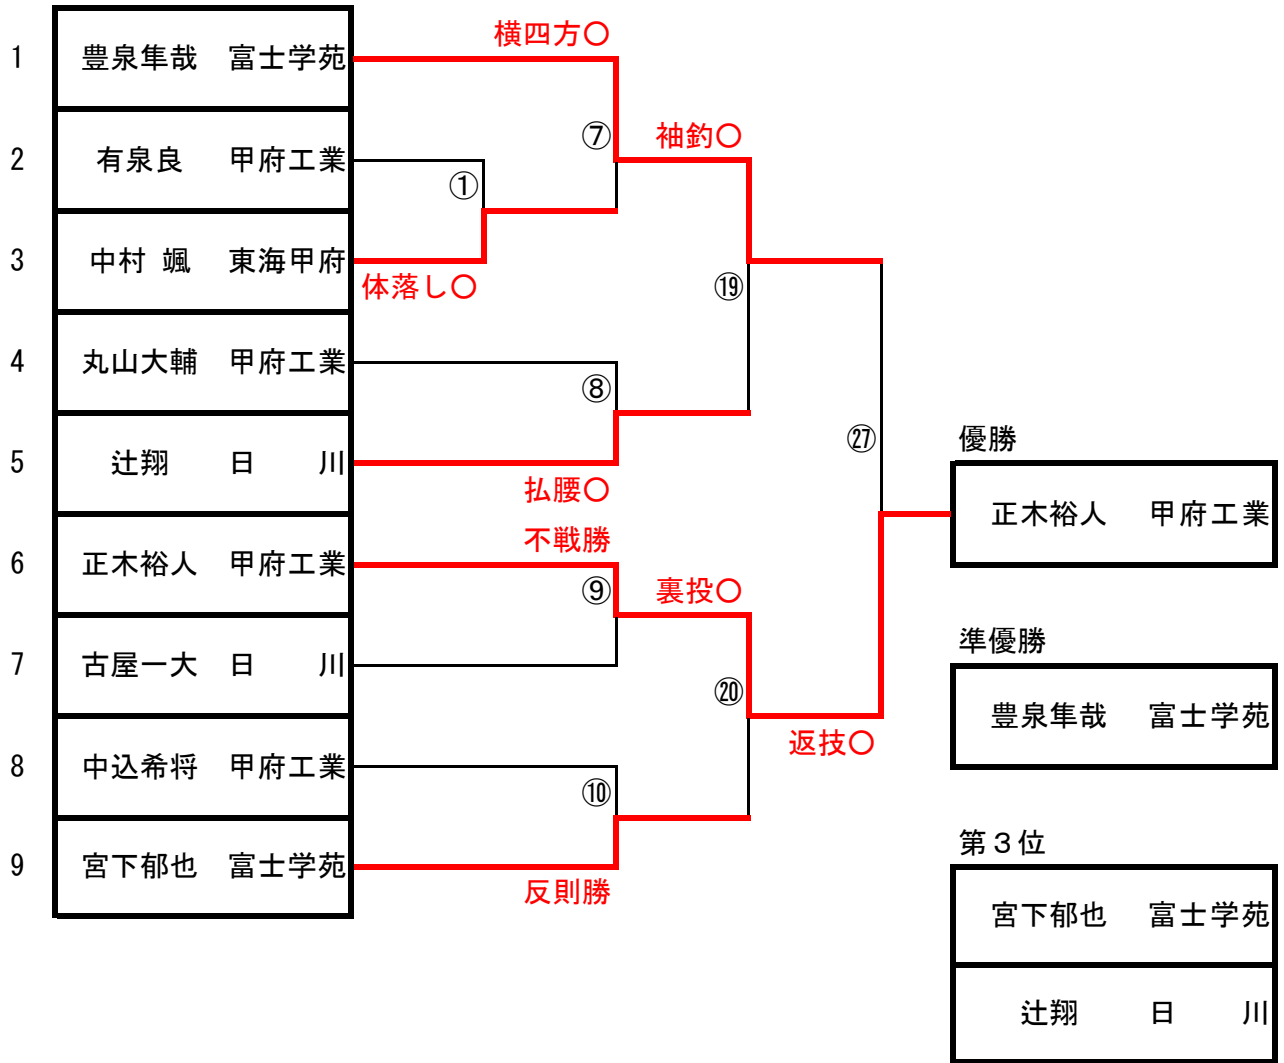 横四方〇
1 豊泉隼哉 富士学苑
⑦ 袖釣〇
2 有泉良 甲府工業
①
3 中村 颯 東海甲府
体落し〇 ⑲
4 丸山大輔 甲府工業
⑧
⑳⑦
優勝
5 辻翔 日 川
払腰〇
正木裕人 甲府工業
不戦勝
6 正木裕人 甲府工業
⑨ 裏投〇
準優勝
7 古屋一大 日 川
⑳
豊泉隼哉 富士学苑
返技〇
8 中込希将 甲府工業
⑩
第３位
9 宮下郁也 富士学苑
反則勝
宮下郁也 富士学苑
辻翔 日 川